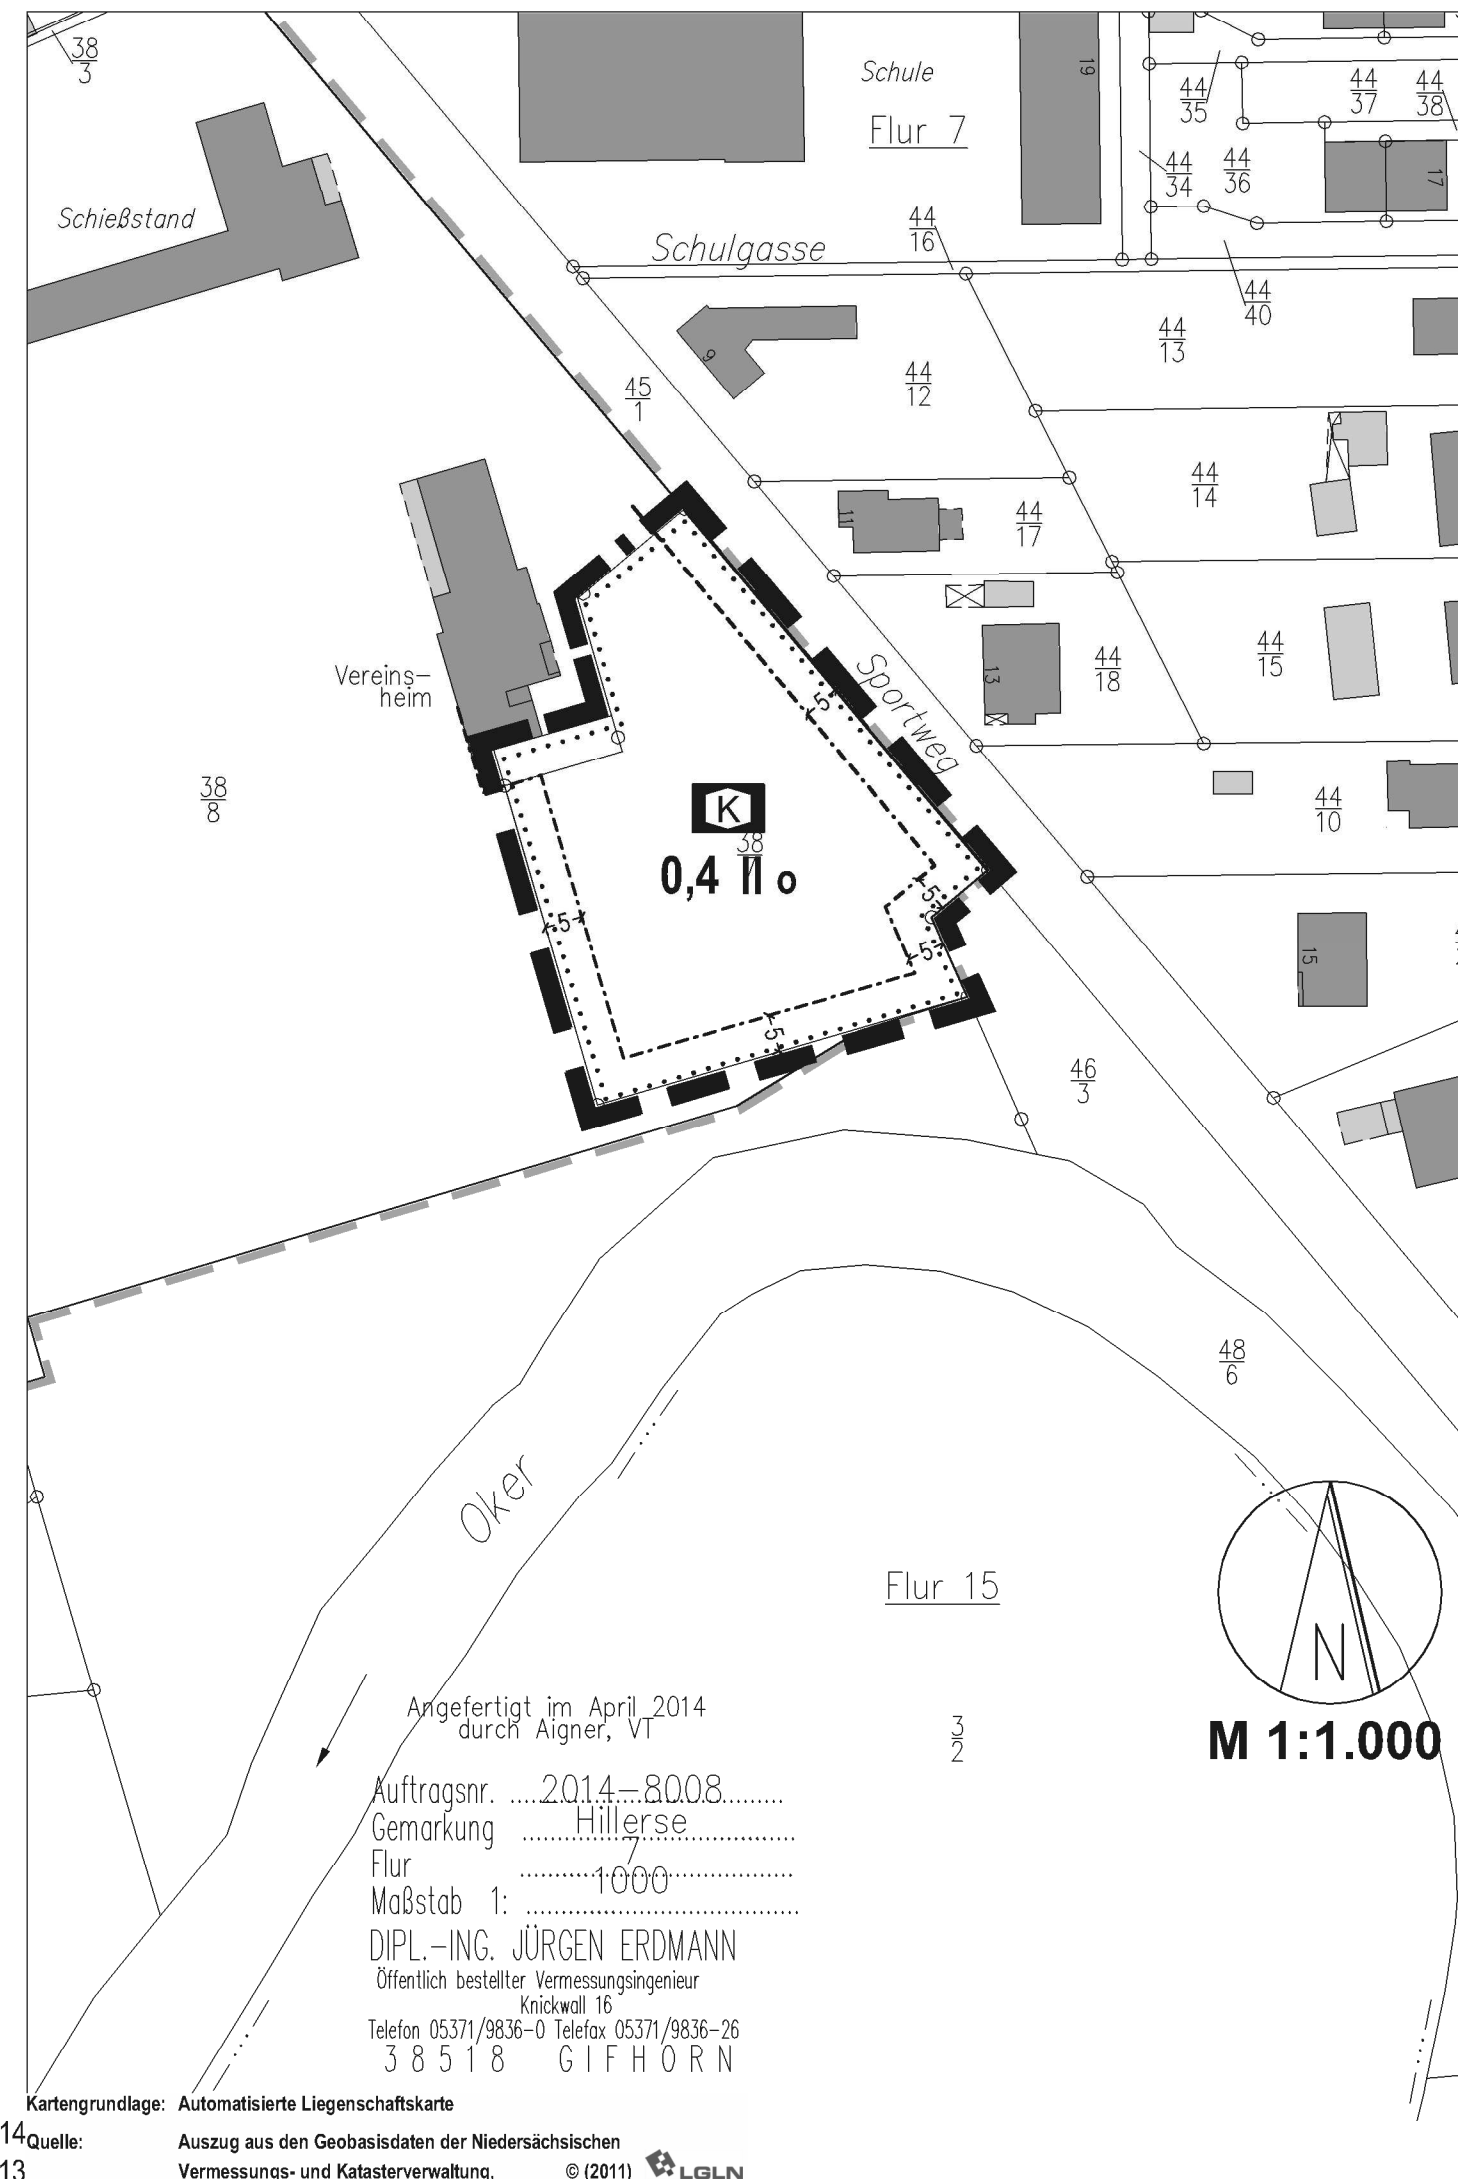 38
3
Schule
Flur 7
19
44
35
44
37
44
38
44
34
44
36
17
Schießstand
44
16
Schulgasse
44
40
44
13
9
45
1
44
12
44
14
11
44
17
Vereins-
heim
5
Sportweg
13
44
18
44
15
38
8
K
38
7
0,4 II o
44
10
5
5
5
5
15
46
3
48
6
Oker
Flur 15
N
M 1:1.000
3
2
Angefertigt im April 2014
durch Aigner, VT
Auftragsnr. 2014-8008
Gemarkung Hillerse
Flur 7
Maßstab 1: 1000
DIPL.-ING. JÜRGEN ERDMANN
Öffentlich bestellter Vermessungsingenieur
Knickwall 16
Telefon 05371/9836-0 Telefax 05371/9836-26
38518 GIFHORN
Kartengrundlage: Automatisierte Liegenschaftskarte
14
Quelle: Auszug aus den Geobasisdaten der Niedersächsischen
13
Vermessungs- und Katasterverwaltung, © (2011) LGLN